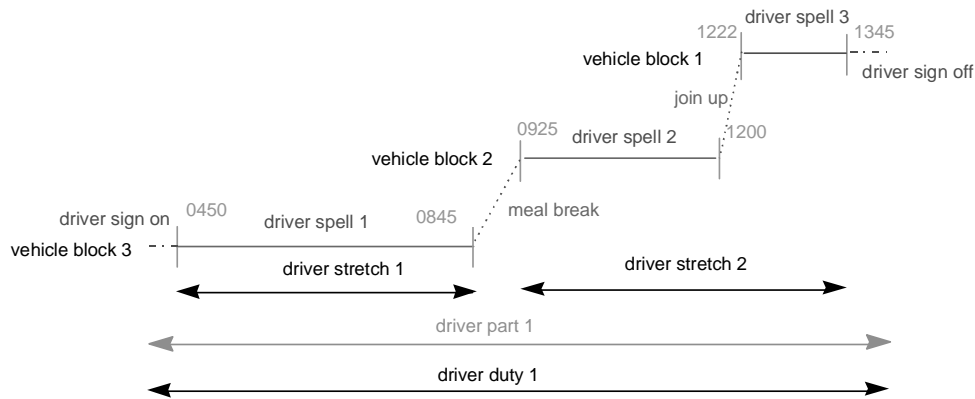 driver spell 3
1222
1345
vehicle block 1
driver sign off
join up
0925
driver spell 2
1200
vehicle block 2
0450
driver spell 1
0845
meal break
driver sign on
vehicle block 3
driver stretch 1
driver stretch 2
driver part 1
driver duty 1